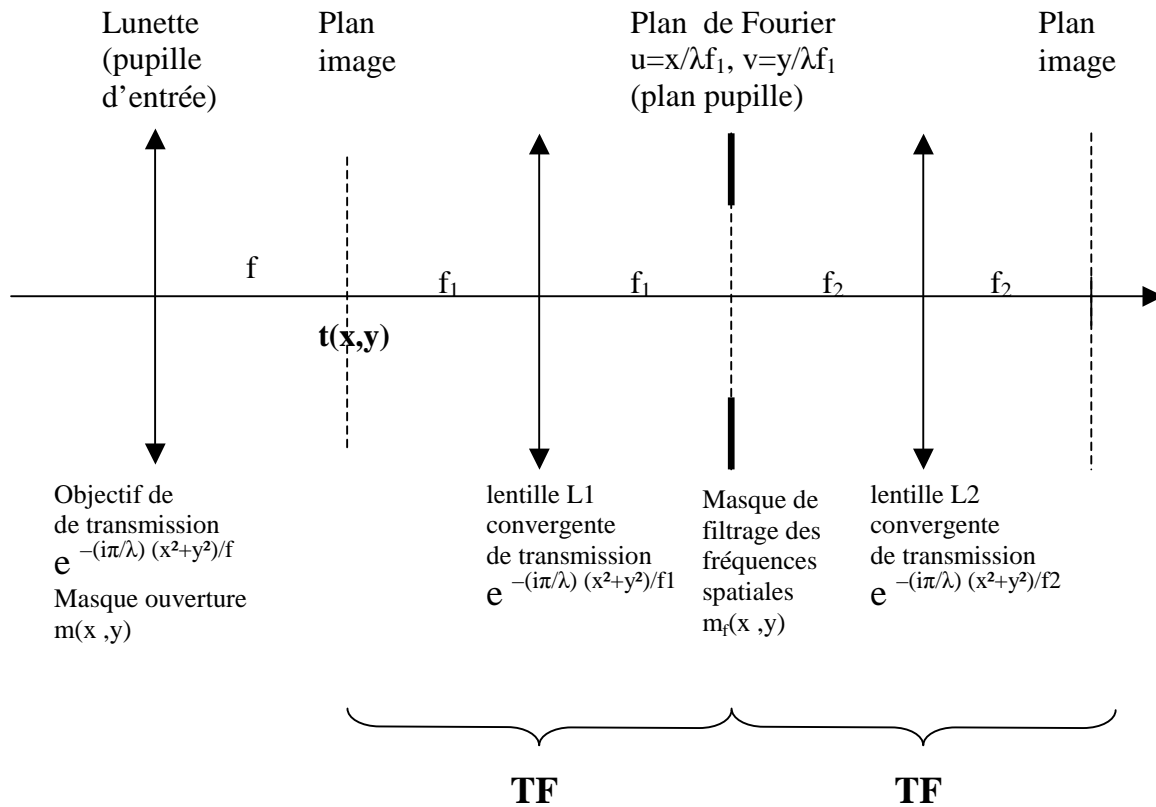 Lunette
(pupille
d’entrée)
Plan
image
Plan de Fourier
u=x/λf₁, v=y/λf₁
(plan pupille)
Plan
image
f
f₁
f₁
f₂
f₂
t(x,y)
Objectif de
de transmission
e –(iπ/λ) (x²+y²)/f
Masque ouverture
m(x ,y)
lentille L1
convergente
de transmission
e –(iπ/λ) (x²+y²)/f1
Masque de
filtrage des
fréquences
spatiales
m_f(x ,y)
lentille L2
convergente
de transmission
e –(iπ/λ) (x²+y²)/f2
TF
TF